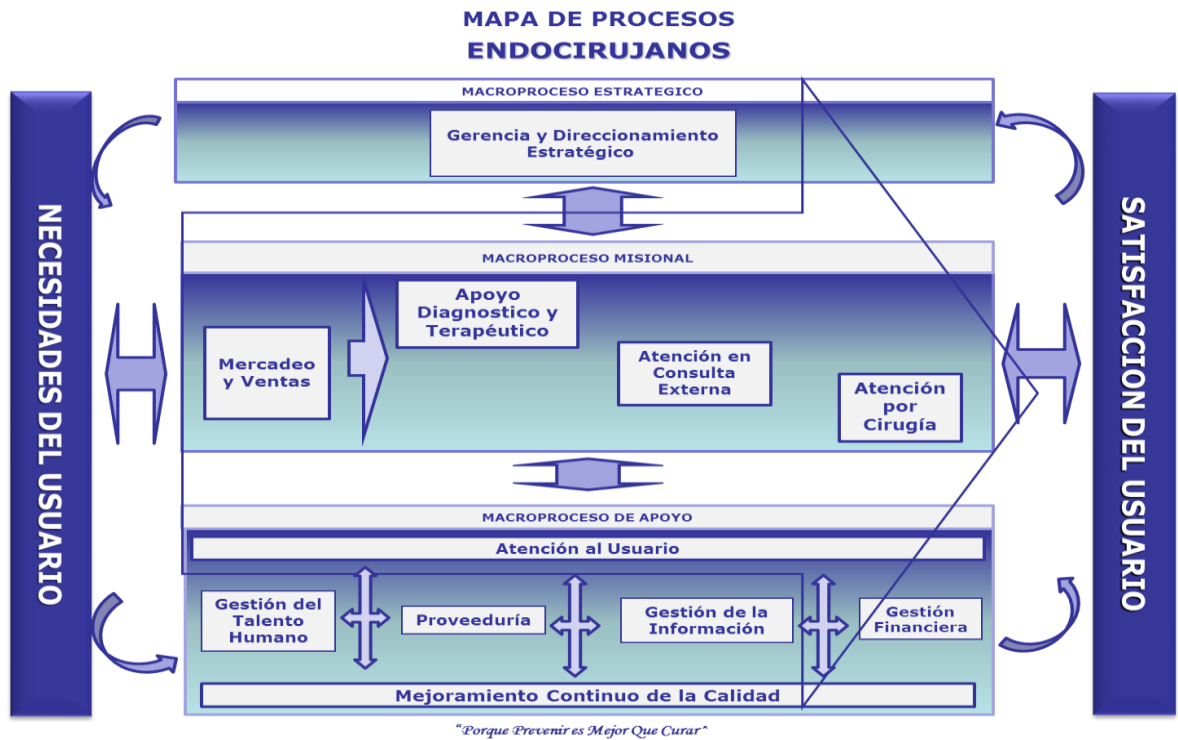 MAPA DE PROCESOS
ENDOCIRUJANOS
MACROPROCESO ESTRATEGICO
Gerencia y Direccionamiento
Estratégico
NECESIDADES DEL USUARIO
SATISFACCION DEL USUARIO
MACROPROCESO MISIONAL
Mercadeo
y Ventas
Apoyo
Diagnostico y
Terapéutico
Atención en
Consulta
Externa
Atención
por
Cirugía
MACROPROCESO DE APOYO
Atención al Usuario
Gestión del
Talento
Humano
Proveeduría
Gestión de la
Información
Gestión
Financiera
Mejoramiento Continuo de la Calidad
“Porque Prevenir es Mejor Que Curar^